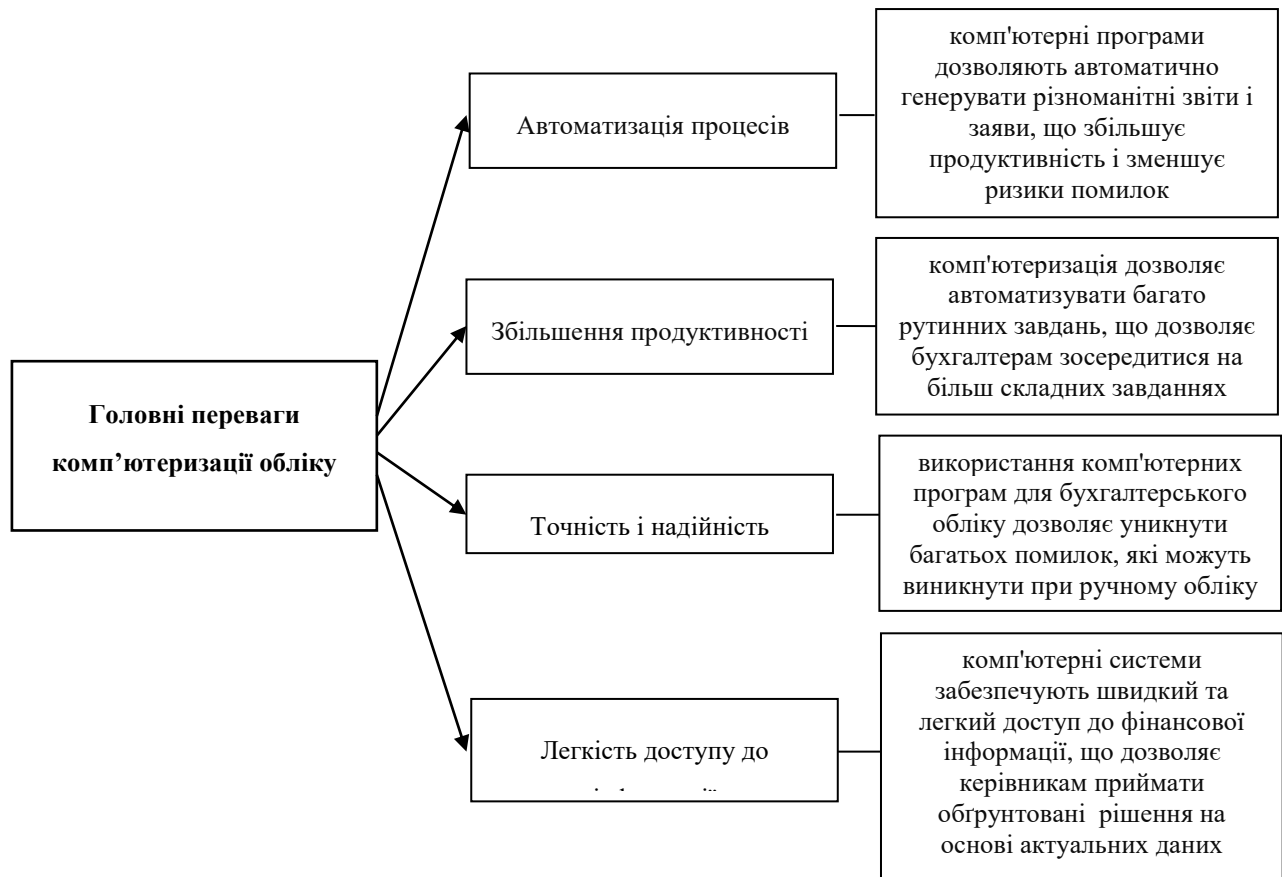 Головні переваги
комп’ютеризації обліку
Автоматизація процесів
комп'ютерні програми
дозволяють автоматично
генерувати різноманітні звіти і
заяви, що збільшує
продуктивність і зменшує
ризики помилок
Збільшення продуктивності
комп'ютеризація дозволяє
автоматизувати багато
рутинних завдань, що дозволяє
бухгалтерам зосередитися на
більш складних завданнях
Точність і надійність
використання комп'ютерних
програм для бухгалтерського
обліку дозволяє уникнути
багатьох помилок, які можуть
виникнути при ручному обліку
Легкість доступу до
комп'ютерні системи
забезпечують швидкий та
легкий доступ до фінансової
інформації, що дозволяє
керівникам приймати
обґрунтовані рішення на
основі актуальних даних